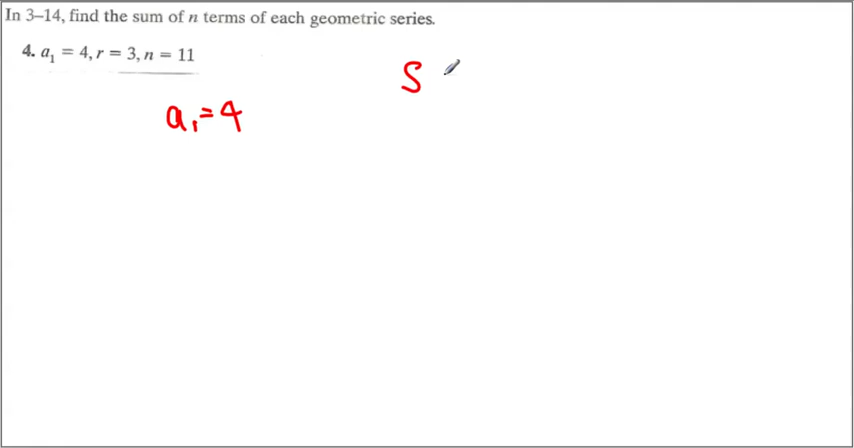 In 3–14, find the sum of n terms of each geometric series.
4. a₁ = 4, r = 3, n = 11
S
a₁=4